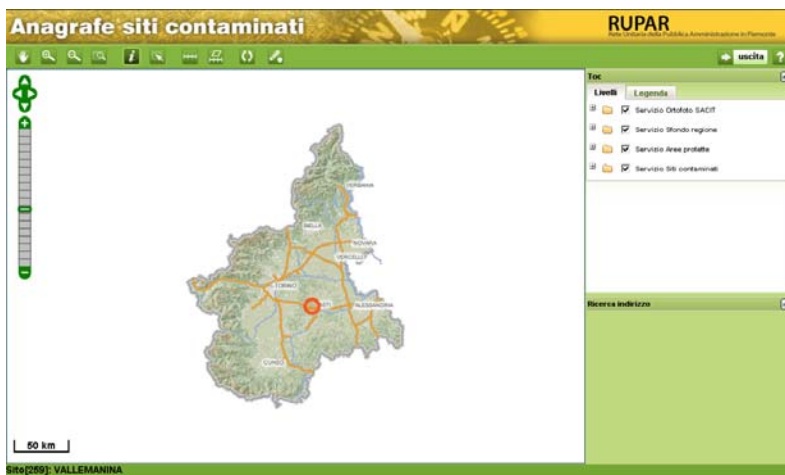 Anagrafe siti contaminati
RUPAR
Rete Unitaria della Pubblica Amministrazione in Piemonte
uscita ?
Toc
Livelli Legenda
Servizio Ortofoto SACIT
Servizio Sfondo regione
Servizio Aree protette
Servizio Siti contaminati
VERBANIA
BIELLA
NOVARA
VERCELLI
TORINO
ALESSANDRIA
CUNEO
Ricerca indirizzo
50 km
Sito[259]: VALLEMANINA